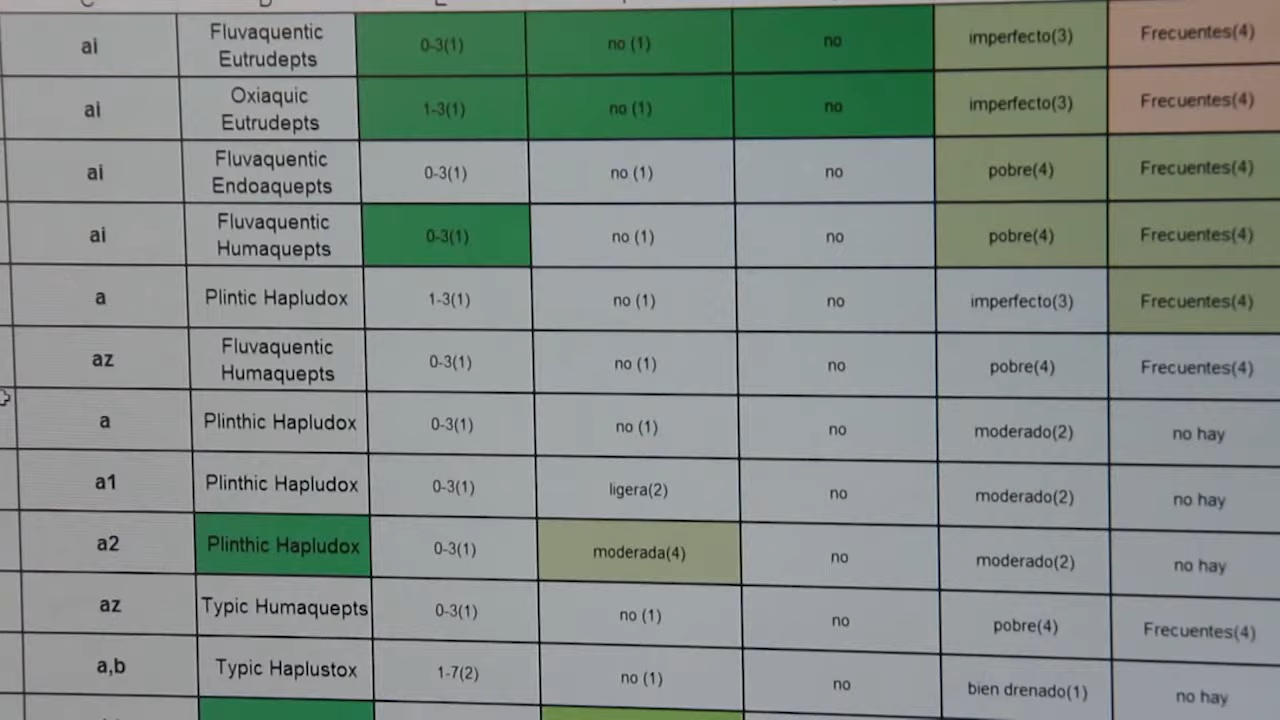 ai Fluvaquentic Eutrudepts 0-3(1) no (1) no imperfecto(3) Frecuentes(4)
ai Oxiaquic Eutrudepts 1-3(1) no (1) no imperfecto(3) Frecuentes(4)
ai Fluvaquentic Endoaquepts 0-3(1) no (1) no pobre(4) Frecuentes(4)
ai Fluvaquentic Humaquepts 0-3(1) no (1) no pobre(4) Frecuentes(4)
a Plintic Hapludox 1-3(1) no (1) no imperfecto(3) Frecuentes(4)
az Fluvaquentic Humaquepts 0-3(1) no (1) no pobre(4) Frecuentes(4)
a Plinthic Hapludox 0-3(1) no (1) no moderado(2) no hay
a1 Plinthic Hapludox 0-3(1) ligera(2) no moderado(2) no hay
a2 Plinthic Hapludox 0-3(1) moderada(4) no moderado(2) no hay
az Typic Humaquepts 0-3(1) no (1) no pobre(4) Frecuentes(4)
a,b Typic Haplustox 1-7(2) no (1) no bien drenado(1) no hay